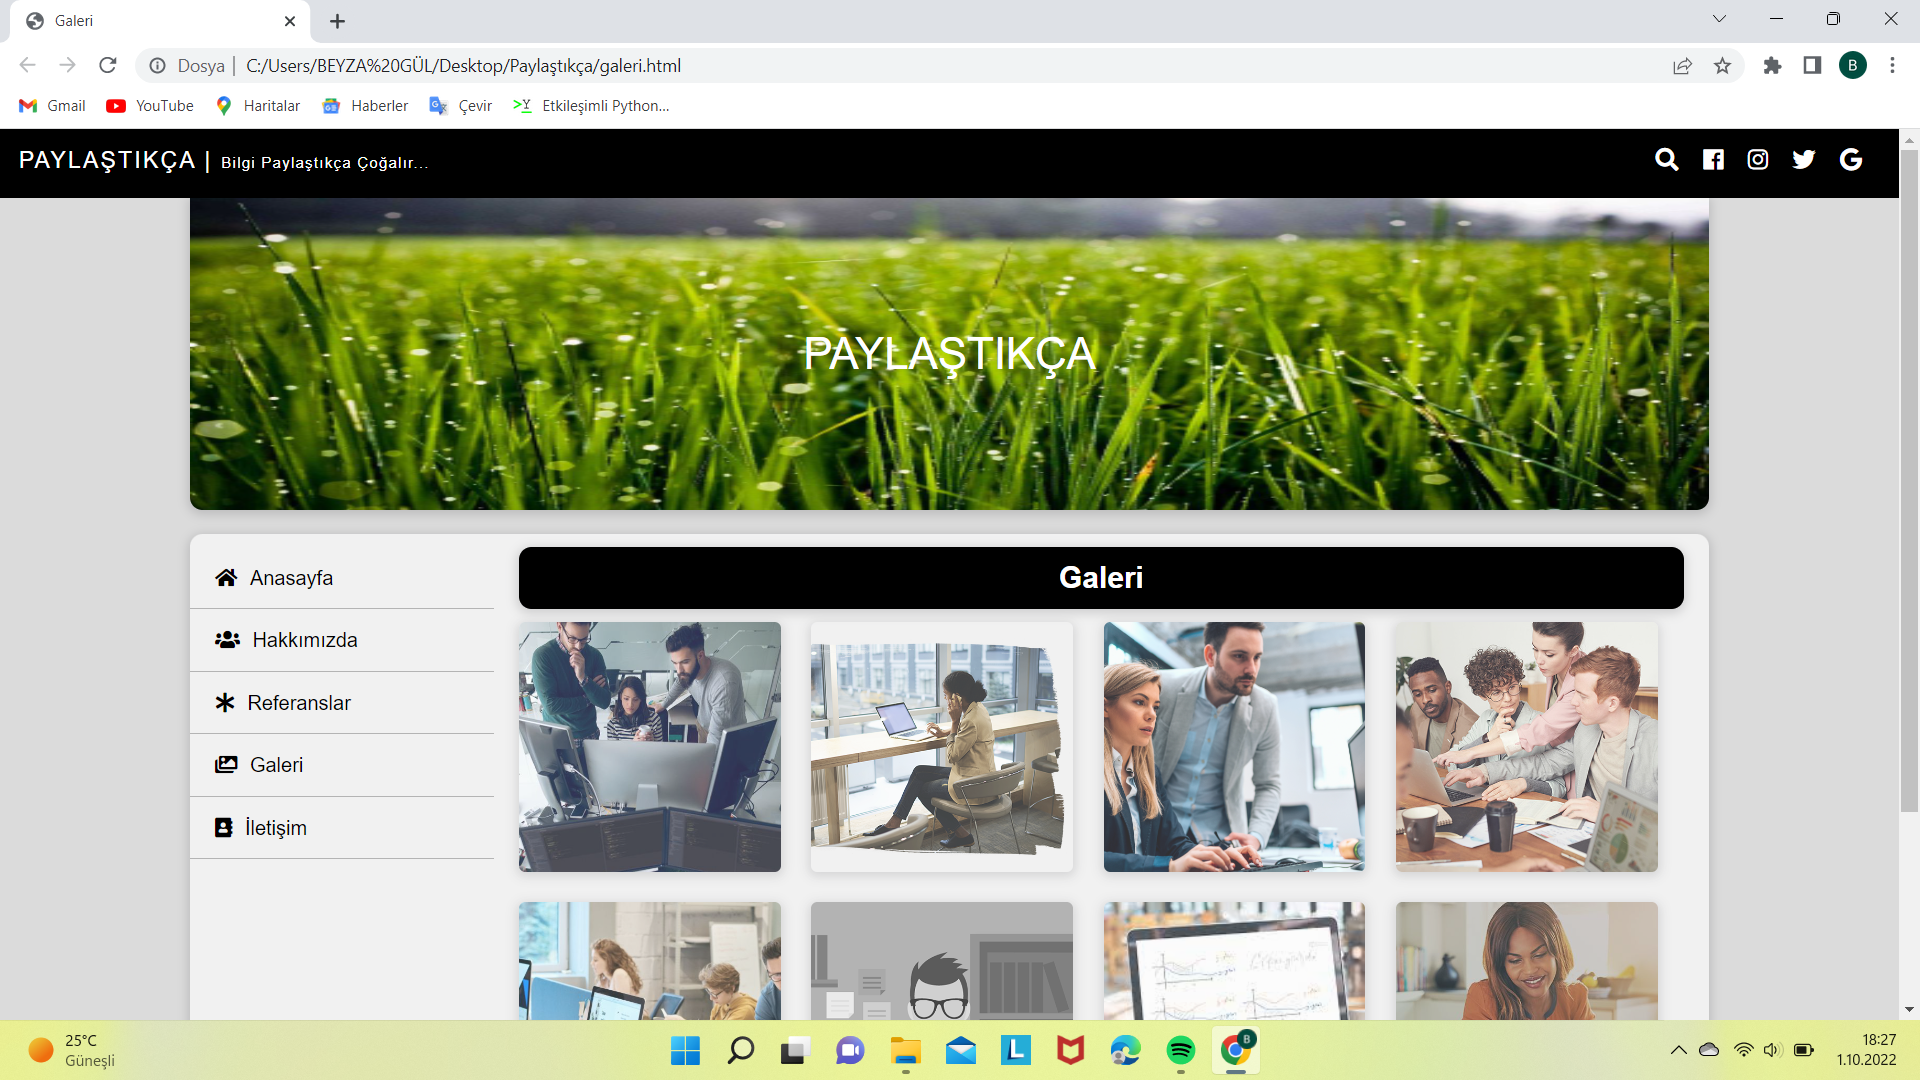 Galeri
Dosya | C:/Users/BEYZA%20GÜL/Desktop/Paylaştıkça/galeri.html
B
Gmail YouTube Haritalar Haberler Çevir Etkileşimli Python...
PAYLAŞTIKÇA | Bilgi Paylaştıkça Çoğalır...
PAYLAŞTIKÇA
Anasayfa
Hakkımızda
Referanslar
Galeri
İletişim
Galeri
25°C
Güneşli
18:27
1.10.2022